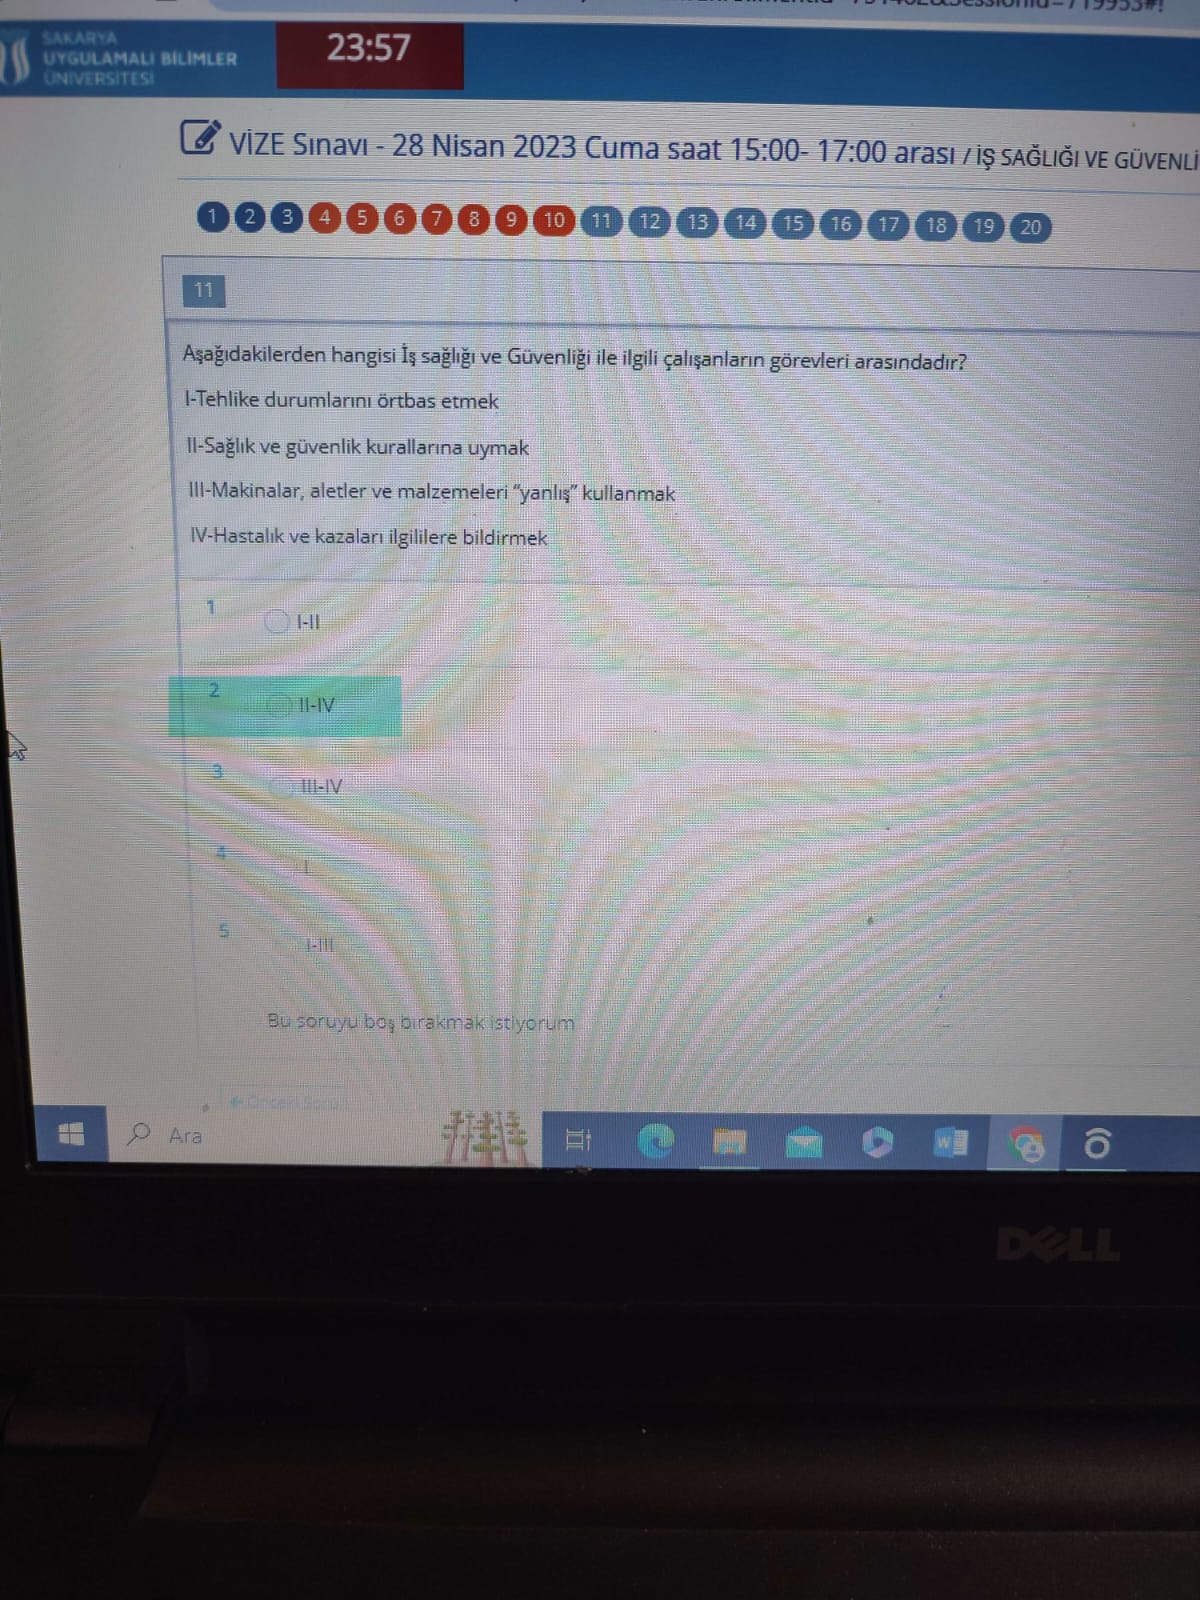 SAKARYA
UYGULAMALI BİLİMLER
ÜNİVERSİTESİ
23:57
VİZE Sınavı - 28 Nisan 2023 Cuma saat 15:00- 17:00 arası / İŞ SAĞLIĞI VE GÜVENLİ
1 2 3 4 5 6 7 8 9 10 11 12 13 14 15 16 17 18 19 20
11
Aşağıdakilerden hangisi İş sağlığı ve Güvenliği ile ilgili çalışanların görevleri arasındadır?
I-Tehlike durumlarını örtbas etmek
II-Sağlık ve güvenlik kurallarına uymak
III-Makinalar, aletler ve malzemeleri "yanlış" kullanmak
IV-Hastalık ve kazaları ilgililere bildirmek
1 I-II
2 II-IV
3 III-IV
4 I
5 I-III
Bu soruyu boş bırakmak istiyorum
Önceki Soru
Ara
W
DELL